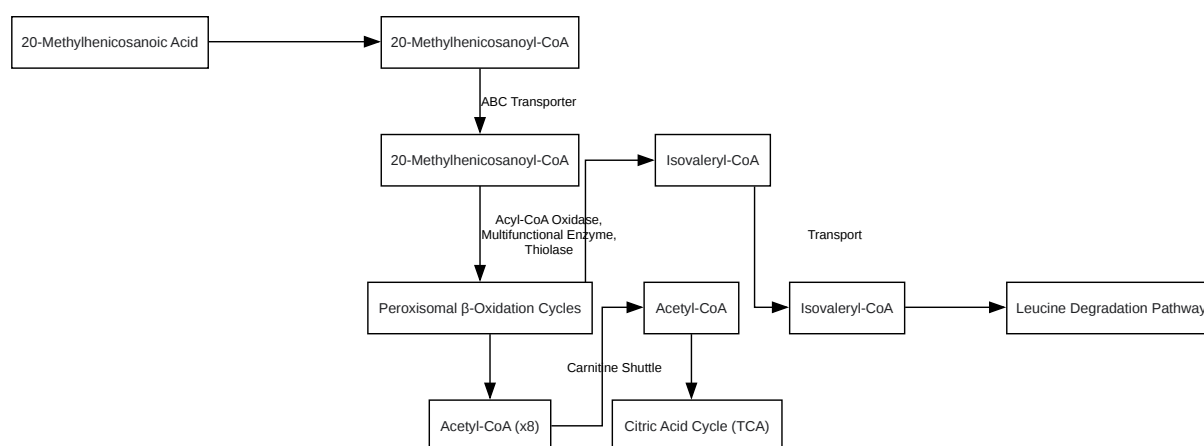 20-Methylhenicosanoic Acid
20-Methylhenicosanoyl-CoA
ABC Transporter
20-Methylhenicosanoyl-CoA
Isovaleryl-CoA
Acyl-CoA Oxidase,
Multifunctional Enzyme,
Thiolase
Transport
Peroxisomal β-Oxidation Cycles
Acetyl-CoA
Isovaleryl-CoA
Leucine Degradation Pathway
Carnitine Shuttle
Acetyl-CoA (x8)
Citric Acid Cycle (TCA)